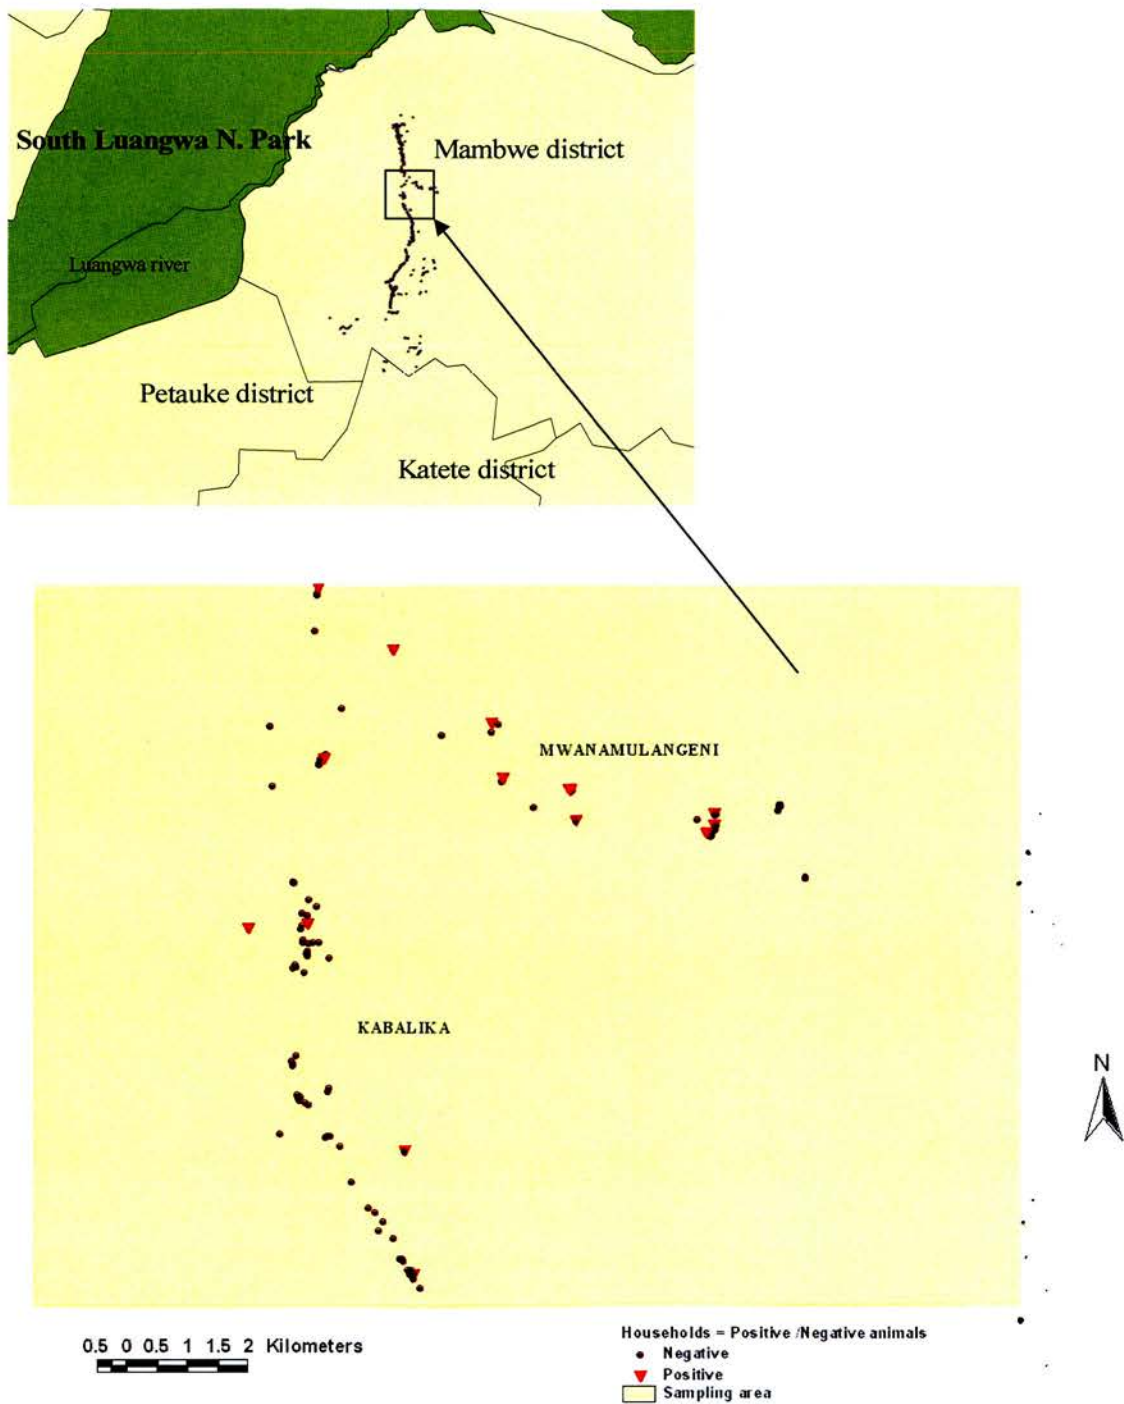 South Luangwa N. Park
Mambwe district
Luangwa river
Petauke district
Katete district
MWANAMULANGENI
KABALIKA
N
0.5 0 0.5 1 1.5 2 Kilometers
Households = Positive /Negative animals
Negative
Positive
Sampling area